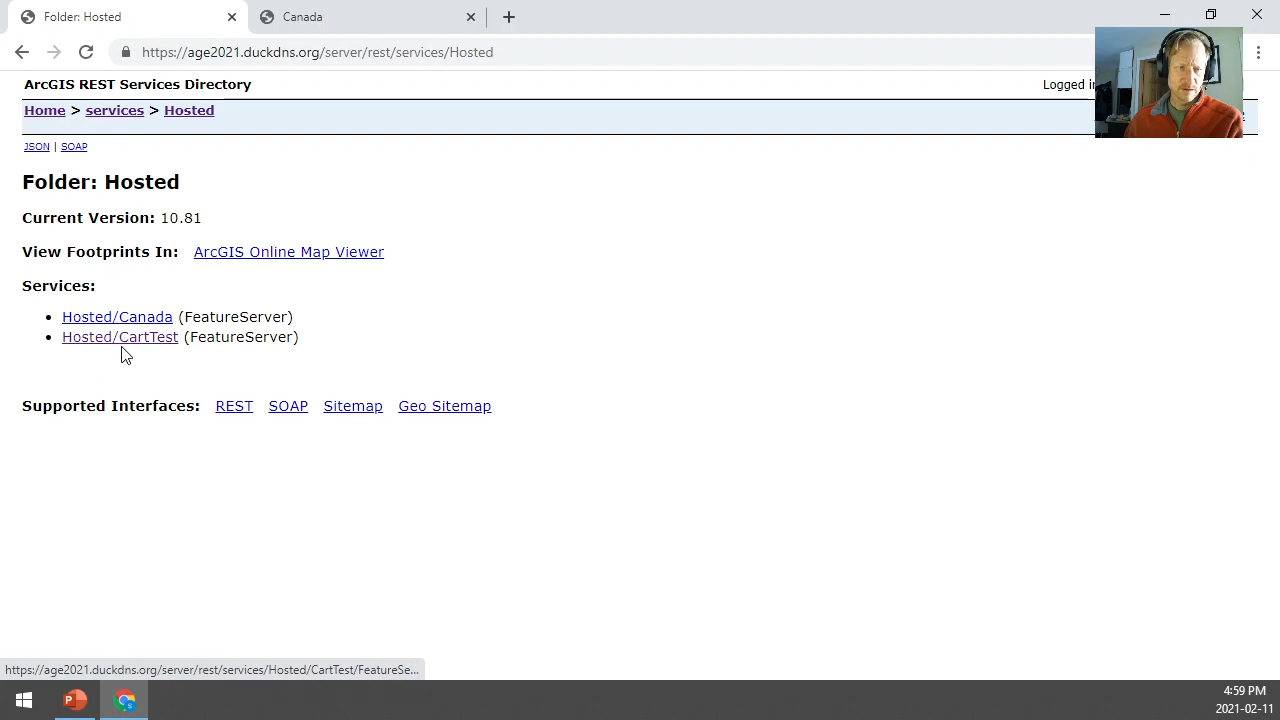 Folder: Hosted
Canada
https://age2021.duckdns.org/server/rest/services/Hosted
ArcGIS REST Services Directory
Logged in
Home > services > Hosted
JSON | SOAP
Folder: Hosted
Current Version: 10.81
View Footprints In: ArcGIS Online Map Viewer
Services:
• Hosted/Canada (FeatureServer)
• Hosted/CartTest (FeatureServer)
Supported Interfaces: REST SOAP Sitemap Geo Sitemap
https://age2021.duckdns.org/server/rest/services/Hosted/CartTest/FeatureSe...
4:59 PM
2021-02-11